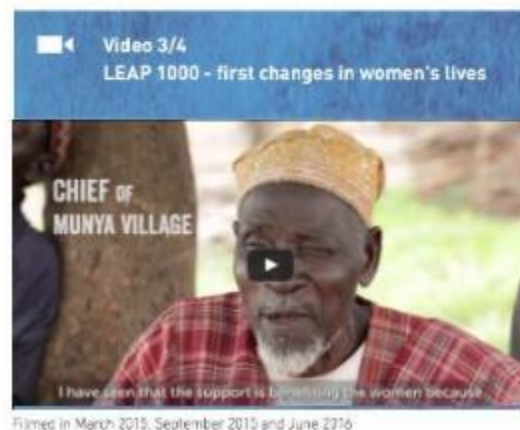 Video 3/4
LEAP 1000 - first changes in women's lives
CHIEF OF
MUNYA VILLAGE
I have seen that the support is benefiting the women because
Filmed in March 2015, September 2015 and June 2016